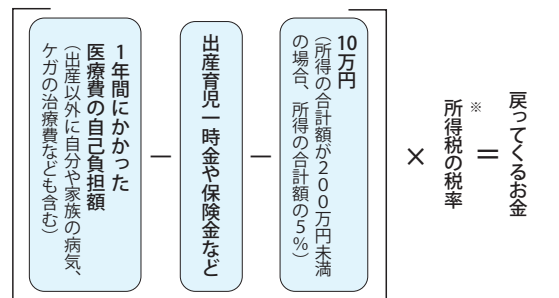 1年間にかかった
医療費の自己負担額
(出産以外に自分や家族の病気、
ケガの治療費なども含む)
−
出産育児一時金や保険金など
−
10万円
(所得の合計額が200万円未満
の場合、所得の合計額の5%)
×
※
所得税の税率
=
戻ってくるお金